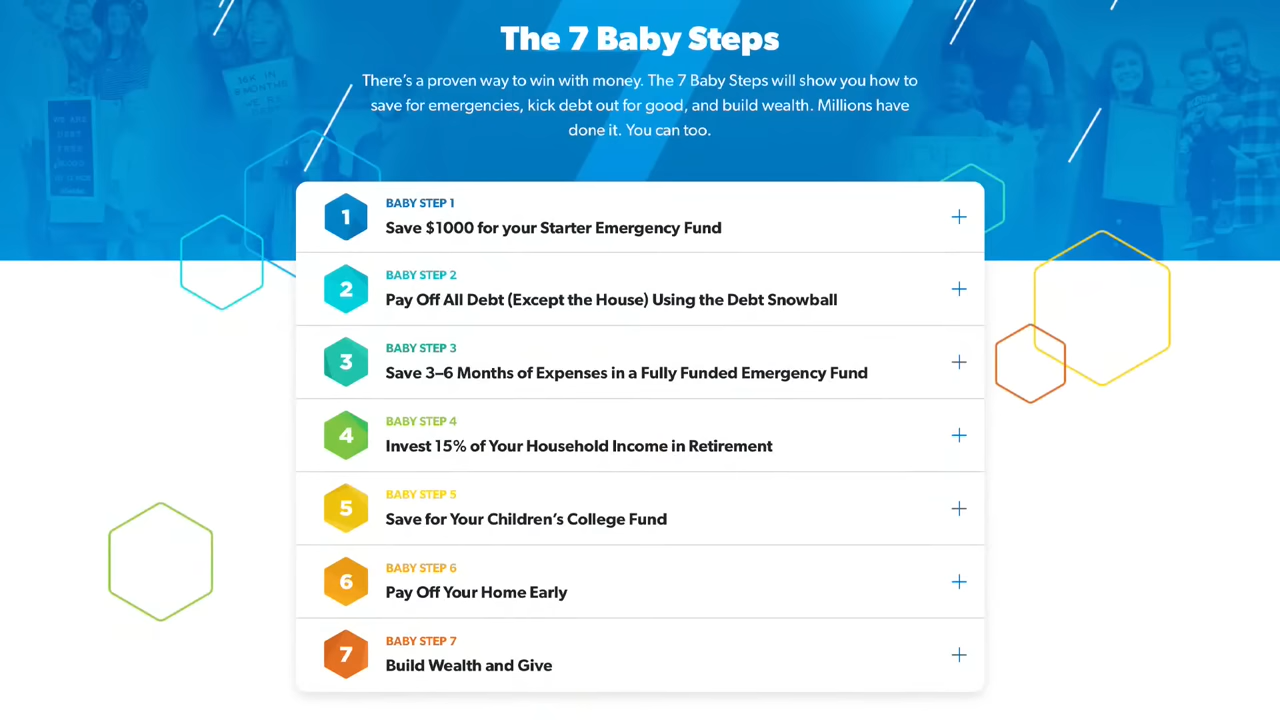 The 7 Baby Steps
There's a proven way to win with money. The 7 Baby Steps will show you how to
save for emergencies, kick debt out for good, and build wealth. Millions have
done it. You can too.
1
BABY STEP 1
Save $1000 for your Starter Emergency Fund
2
BABY STEP 2
Pay Off All Debt (Except the House) Using the Debt Snowball
3
BABY STEP 3
Save 3–6 Months of Expenses in a Fully Funded Emergency Fund
4
BABY STEP 4
Invest 15% of Your Household Income in Retirement
5
BABY STEP 5
Save for Your Children's College Fund
6
BABY STEP 6
Pay Off Your Home Early
7
BABY STEP 7
Build Wealth and Give
WE ARE
DEBT
FREE